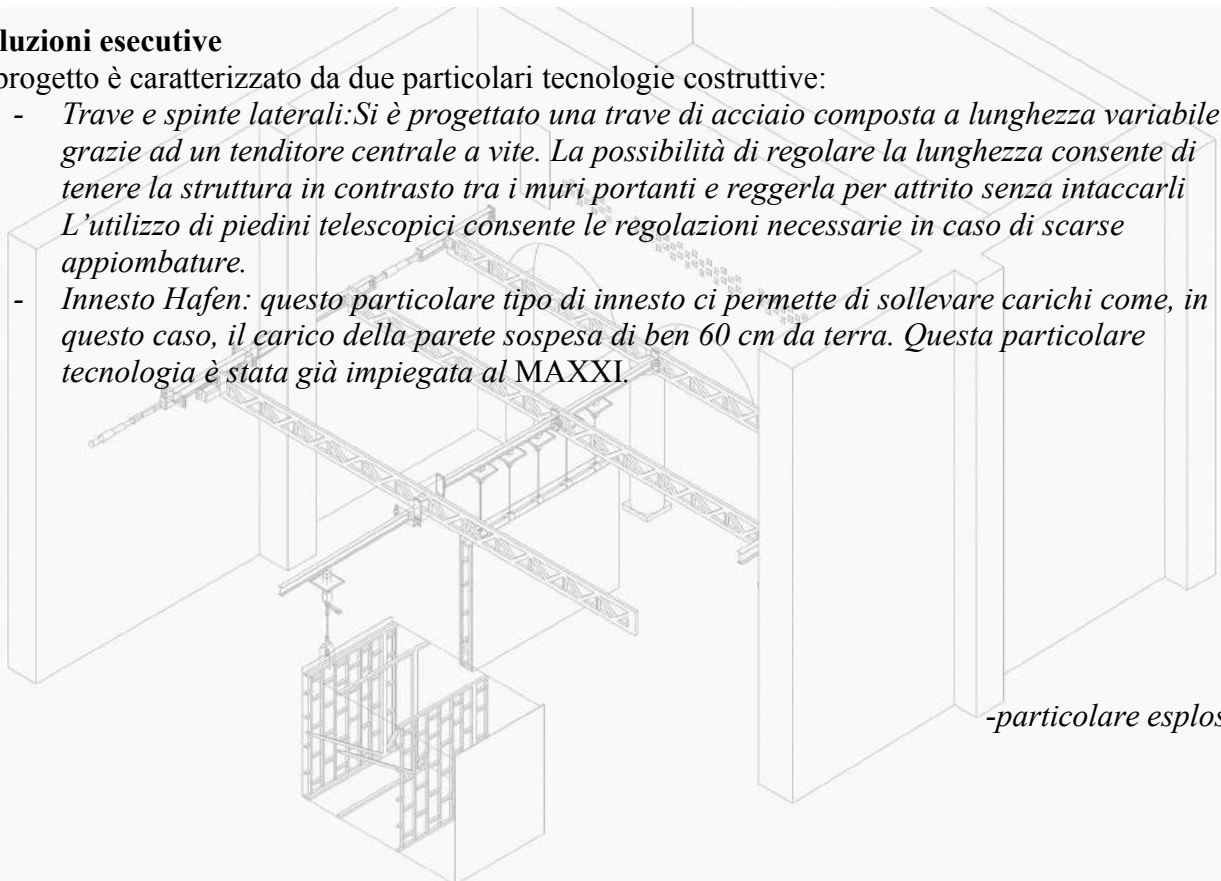 luzioni esecutive
progetto è caratterizzato da due particolari tecnologie costruttive:
- Trave e spinte laterali:Si è progettato una trave di acciaio composta a lunghezza variabile
grazie ad un tenditore centrale a vite. La possibilità di regolare la lunghezza consente di
tenere la struttura in contrasto tra i muri portanti e reggerla per attrito senza intaccarli
L’utilizzo di piedini telescopici consente le regolazioni necessarie in caso di scarse
appiombature.
- Innesto Hafen: questo particolare tipo di innesto ci permette di sollevare carichi come, in
questo caso, il carico della parete sospesa di ben 60 cm da terra. Questa particolare
tecnologia è stata già impiegata al MAXXI.
-particolare esplos